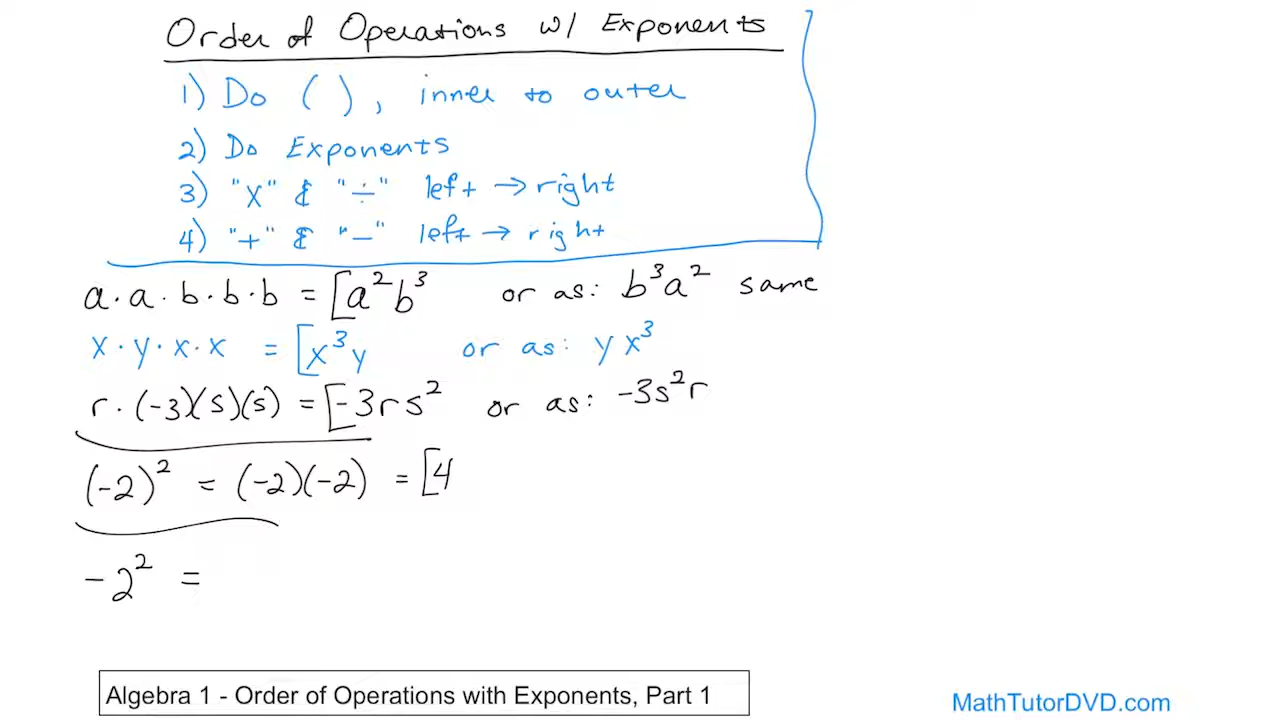 Order of Operations w/ Exponents
1) Do ( ), inner to outer
2) Do Exponents
3) "X" & "÷" left → right
4) "+" & "-" left → right
a·a·b·b·b = [a²b³ or as: b³a² same
x·y·x·x = [x³y or as: yx³
r·(-3)(s)(s) = [-3rs² or as: -3s²r
(-2)² = (-2)(-2) = [4
-2² =
Algebra 1 - Order of Operations with Exponents, Part 1
MathTutorDVD.com